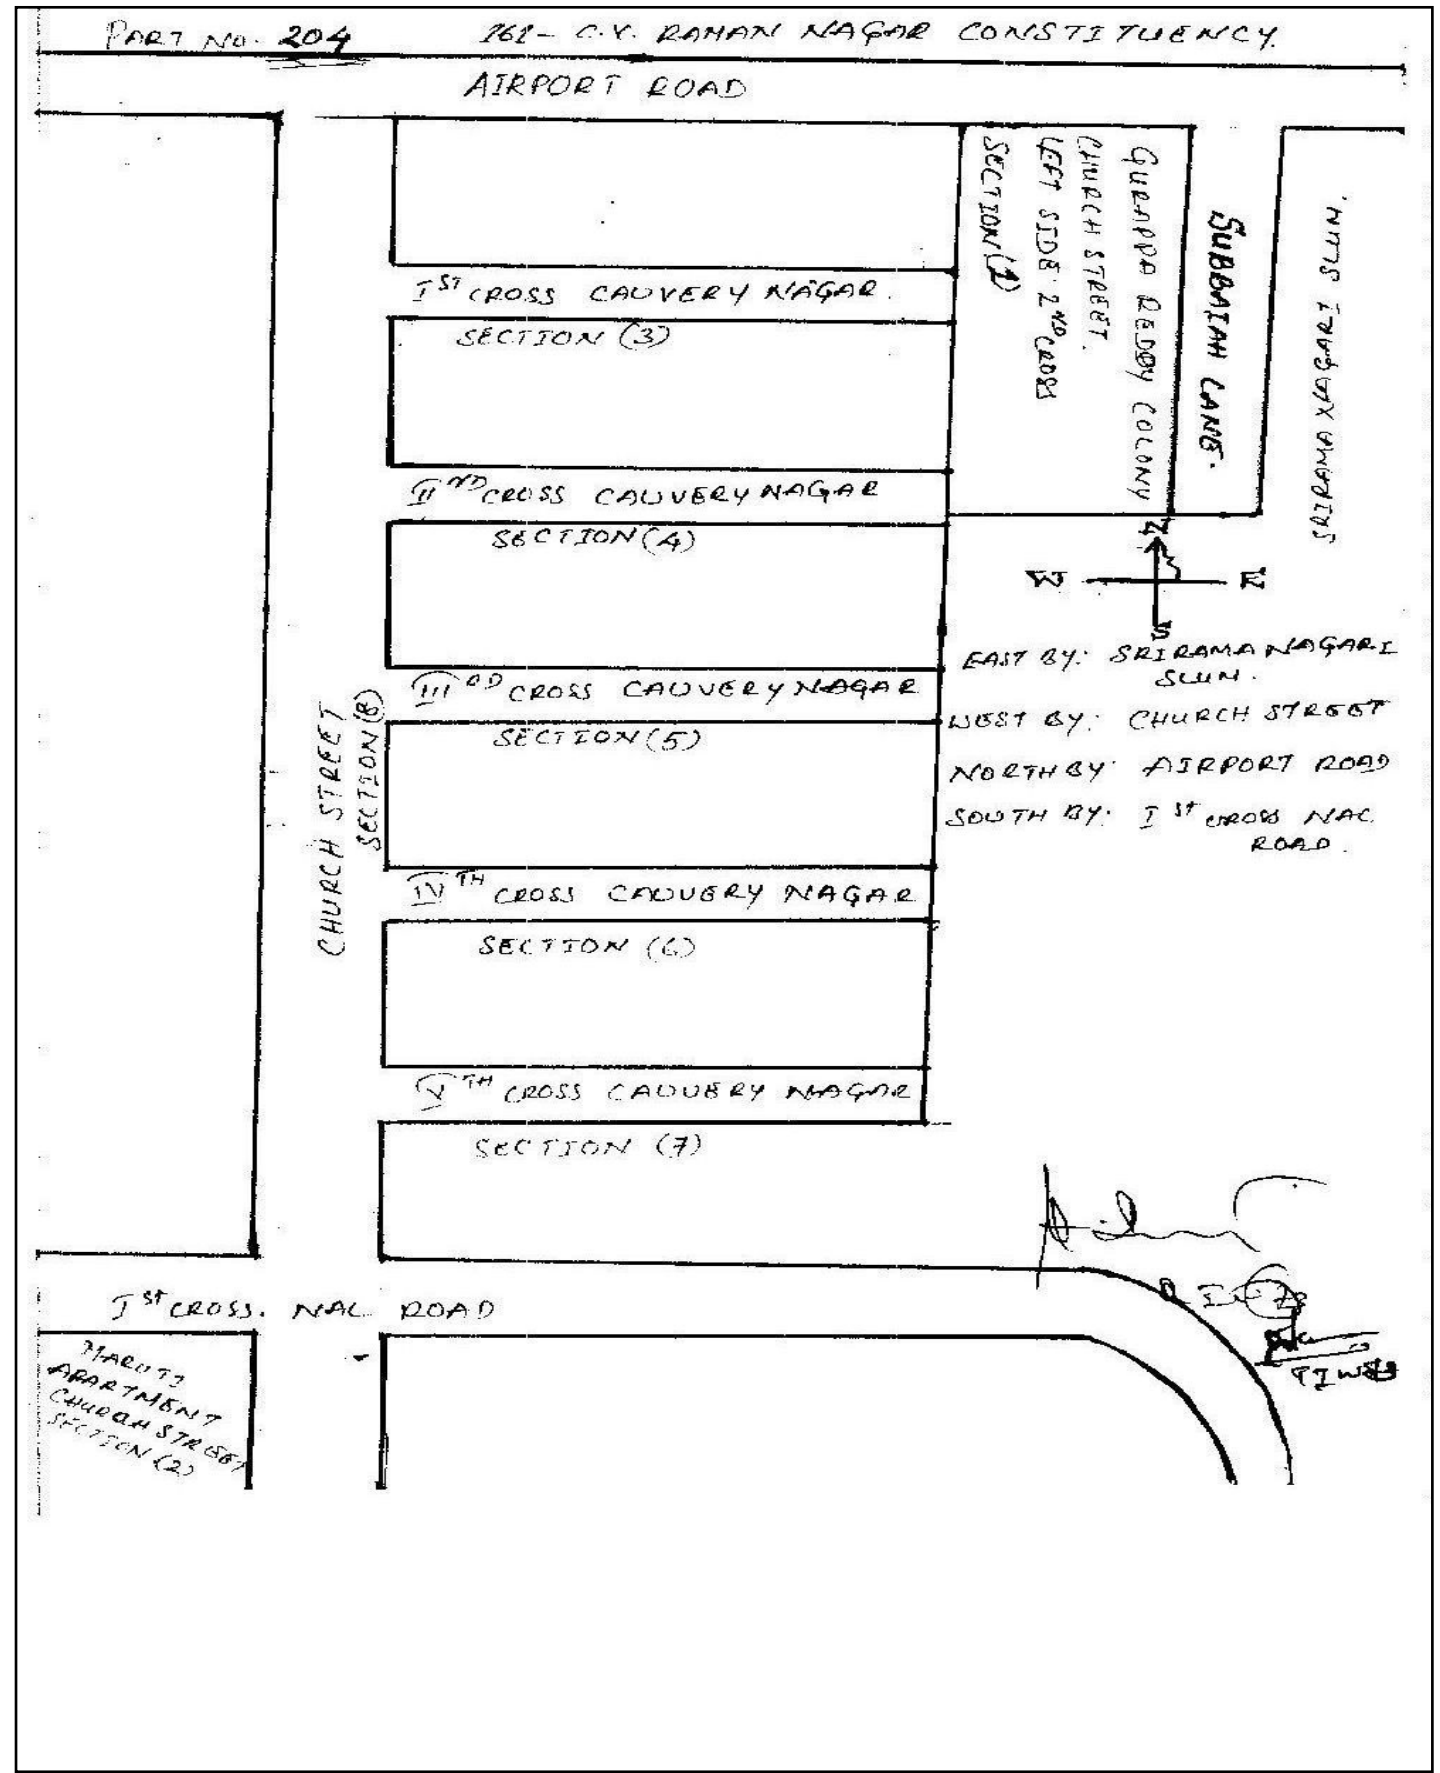 PART NO. 204
161- C.V. RAMAN NAGAR CONSTITUENCY.
AIRPORT ROAD
GURAPPA REDDY COLONY
CHURCH STREET.
LEFT SIDE 2ND CROSS
SECTION (1)
SUBBAIAH LANE.
SRIRAMA NAGARI SLUM.
IST CROSS CAUVERY NAGAR.
SECTION (3)
IIND CROSS CAUVERY NAGAR
SECTION (4)
N
W E
S
IIIRD CROSS CAUVERY NAGAR
SECTION (5)
EAST BY: SRIRAMA NAGARI
SLUM.
WEST BY: CHURCH STREET
NORTH BY: AIRPORT ROAD
SOUTH BY: Ist CROSS NAL
ROAD.
CHURCH STREET
SECTION (8)
IVTH CROSS CAUVERY NAGAR
SECTION (6)
VTH CROSS CAUVERY NAGAR
SECTION (7)
Ist CROSS. NAL ROAD
MARUTI
APARTMENT
CHURCH STREET
SECTION (2)